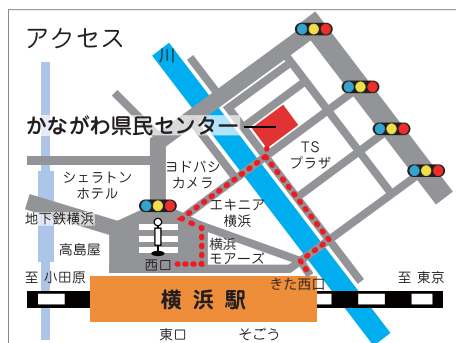 アクセス
川
かながわ県民センター
TS
プラザ
ヨドバシ
カメラ
シェラトン
ホテル
エキニア
横浜
地下鉄横浜
高島屋
横浜
モアーズ
西口
きた西口
至 小田原
至 東京
横浜駅
東口
そごう